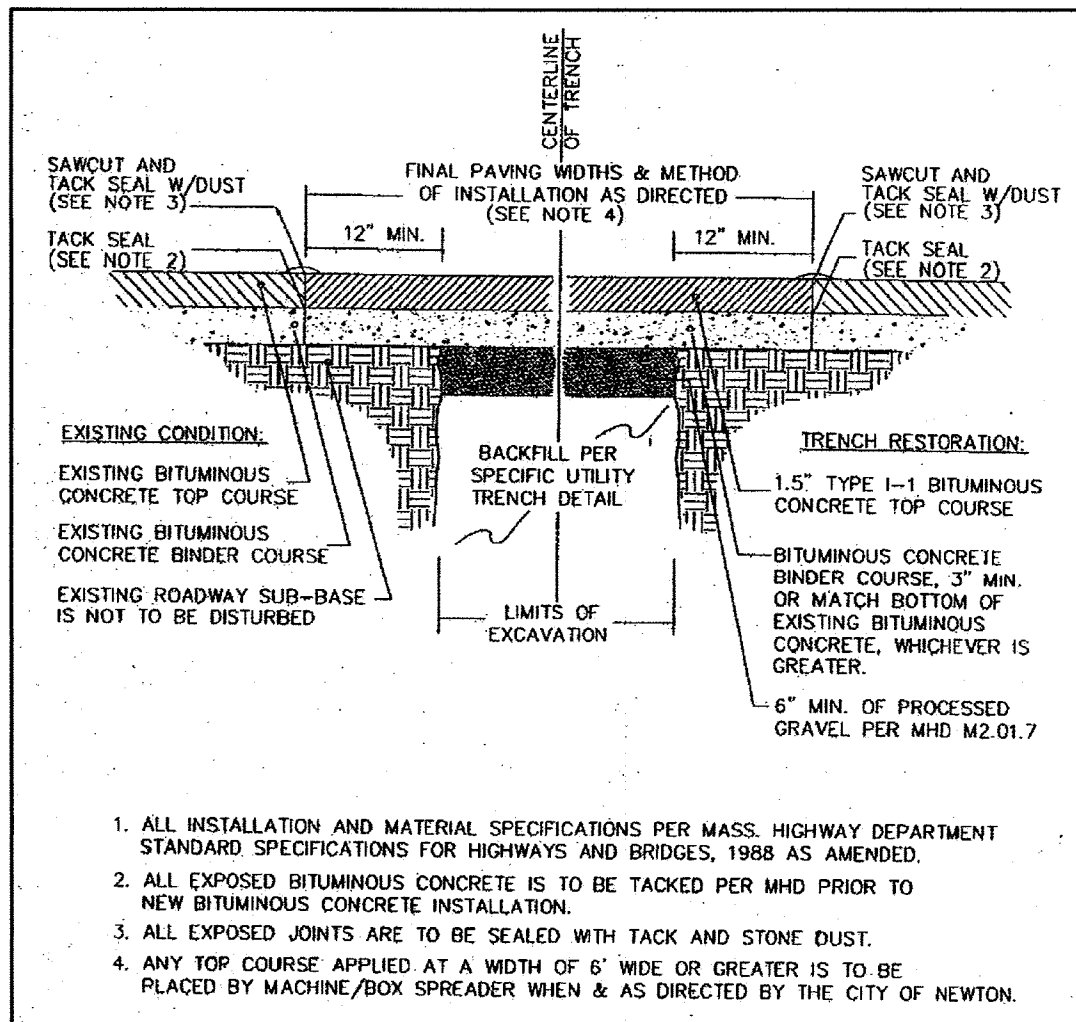 CENTERLINE
OF TRENCH
SAWCUT AND
TACK SEAL W/DUST
(SEE NOTE 3)
TACK SEAL
(SEE NOTE 2)
FINAL PAVING WIDTHS & METHOD
OF INSTALLATION AS DIRECTED
(SEE NOTE 4)
12" MIN.
12" MIN.
SAWCUT AND
TACK SEAL W/DUST
(SEE NOTE 3)
TACK SEAL
(SEE NOTE 2)
EXISTING CONDITION:
EXISTING BITUMINOUS
CONCRETE TOP COURSE
EXISTING BITUMINOUS
CONCRETE BINDER COURSE
EXISTING ROADWAY SUB-BASE
IS NOT TO BE DISTURBED
BACKFILL PER
SPECIFIC UTILITY
TRENCH DETAIL
LIMITS OF
EXCAVATION
TRENCH RESTORATION:
1.5" TYPE I-1 BITUMINOUS
CONCRETE TOP COURSE
BITUMINOUS CONCRETE
BINDER COURSE, 3" MIN.
OR MATCH BOTTOM OF
EXISTING BITUMINOUS
CONCRETE, WHICHEVER IS
GREATER.
6" MIN. OF PROCESSED
GRAVEL PER MHD M2.01.7
1. ALL INSTALLATION AND MATERIAL SPECIFICATIONS PER MASS. HIGHWAY DEPARTMENT
STANDARD SPECIFICATIONS FOR HIGHWAYS AND BRIDGES, 1988 AS AMENDED.
2. ALL EXPOSED BITUMINOUS CONCRETE IS TO BE TACKED PER MHD PRIOR TO
NEW BITUMINOUS CONCRETE INSTALLATION.
3. ALL EXPOSED JOINTS ARE TO BE SEALED WITH TACK AND STONE DUST.
4. ANY TOP COURSE APPLIED AT A WIDTH OF 6' WIDE OR GREATER IS TO BE
PLACED BY MACHINE/BOX SPREADER WHEN & AS DIRECTED BY THE CITY OF NEWTON.